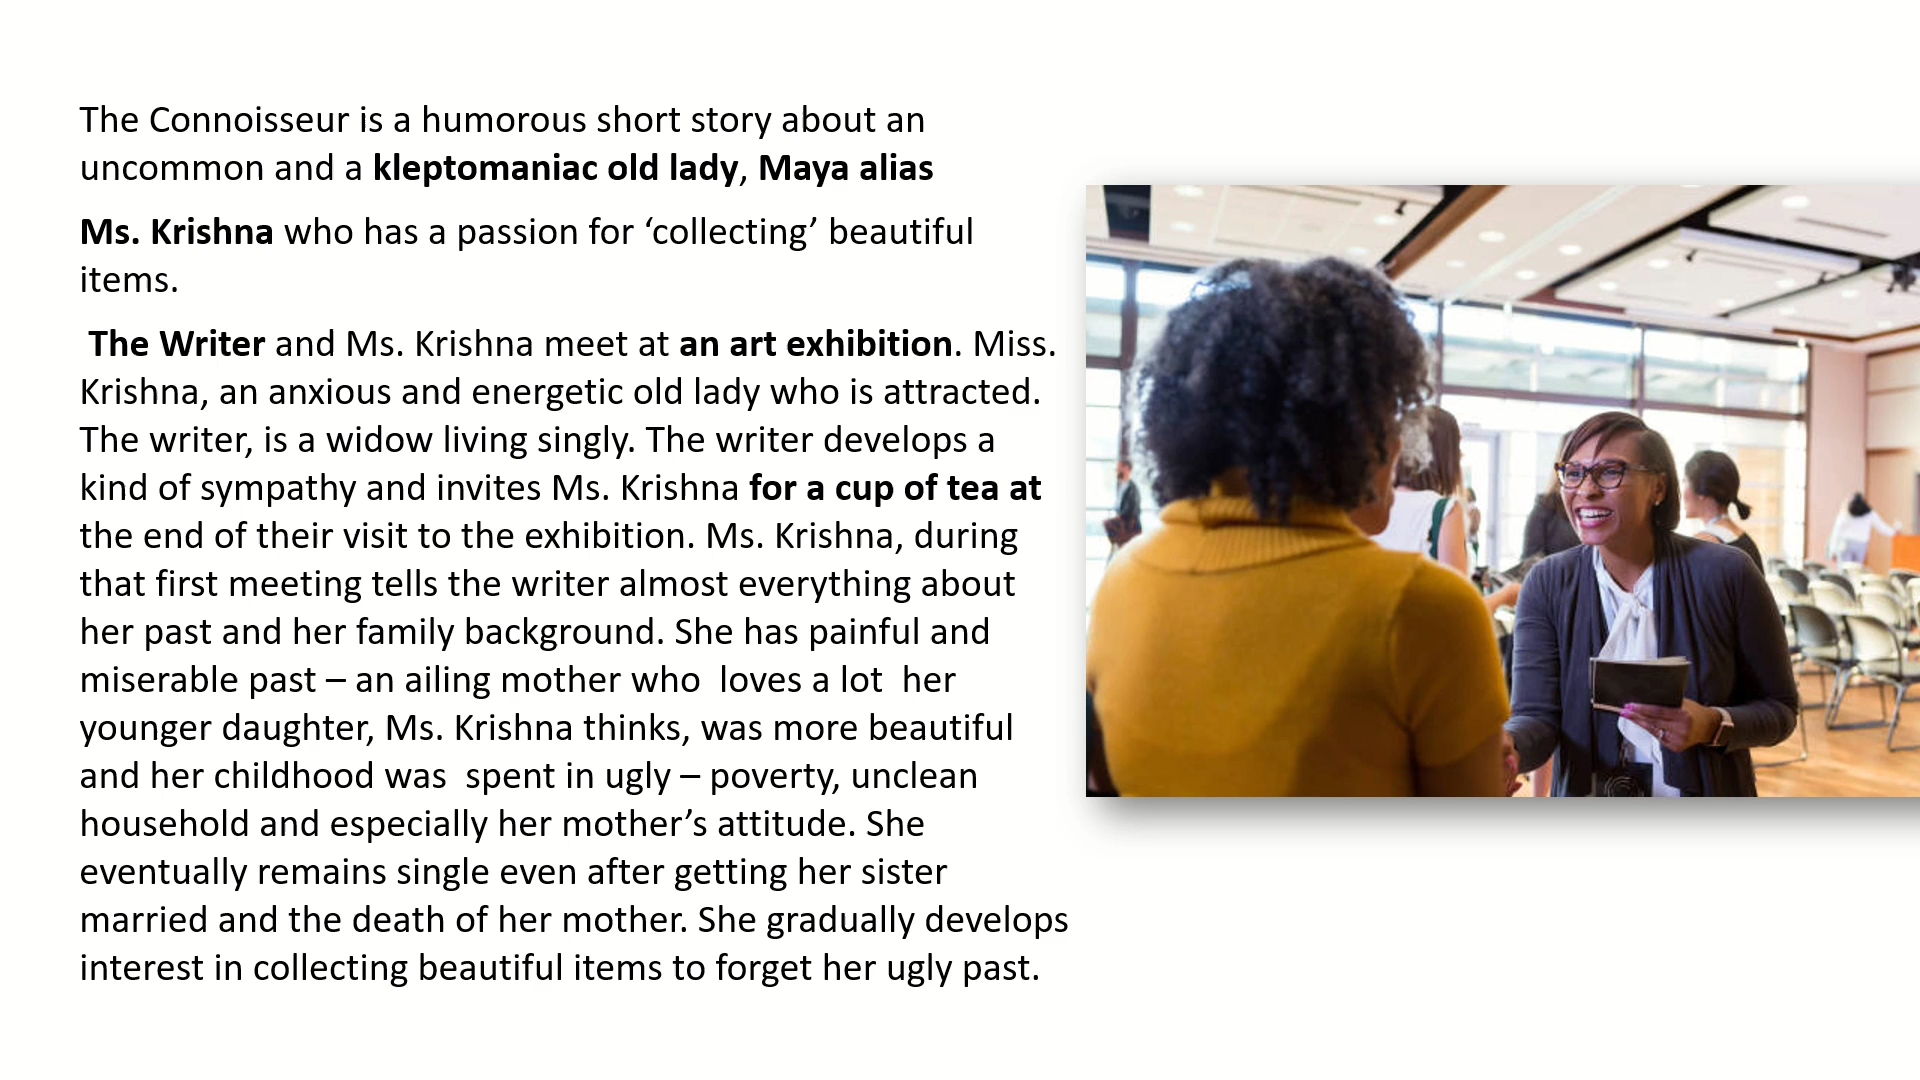 The Connoisseur is a humorous short story about an
uncommon and a kleptomaniac old lady, Maya alias
Ms. Krishna who has a passion for ‘collecting’ beautiful
items.
The Writer and Ms. Krishna meet at an art exhibition. Miss.
Krishna, an anxious and energetic old lady who is attracted.
The writer, is a widow living singly. The writer develops a
kind of sympathy and invites Ms. Krishna for a cup of tea at
the end of their visit to the exhibition. Ms. Krishna, during
that first meeting tells the writer almost everything about
her past and her family background. She has painful and
miserable past – an ailing mother who  loves a lot  her
younger daughter, Ms. Krishna thinks, was more beautiful
and her childhood was  spent in ugly – poverty, unclean
household and especially her mother’s attitude. She
eventually remains single even after getting her sister
married and the death of her mother. She gradually develops
interest in collecting beautiful items to forget her ugly past.